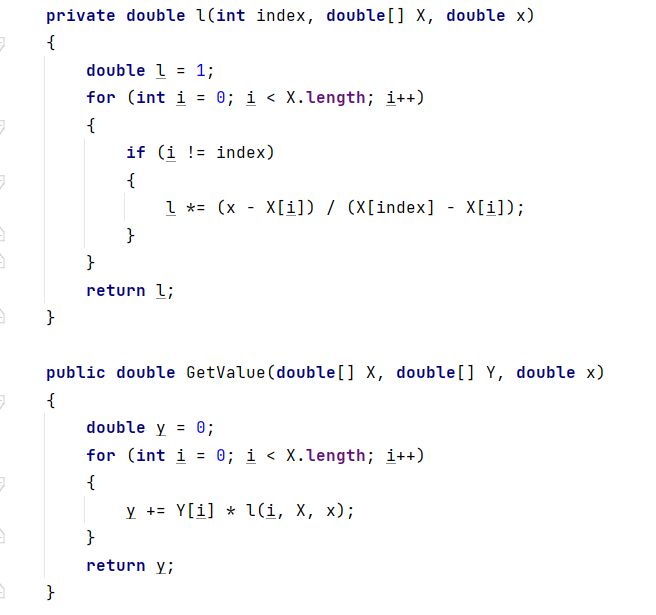 private double l(int index, double[] X, double x)
{
    double l = 1;
    for (int i = 0; i < X.length; i++)
    {
        if (i != index)
        {
            l *= (x - X[i]) / (X[index] - X[i]);
        }
    }
    return l;
}

public double GetValue(double[] X, double[] Y, double x)
{
    double y = 0;
    for (int i = 0; i < X.length; i++)
    {
        y += Y[i] * l(i, X, x);
    }
    return y;
}